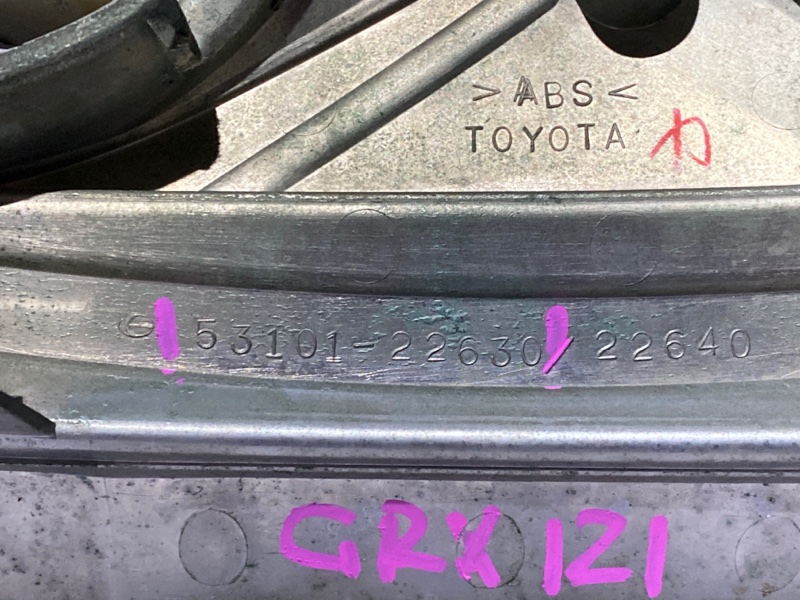 >ABS<
TOYOTA カ
G 53101-22630/22640
GRX121